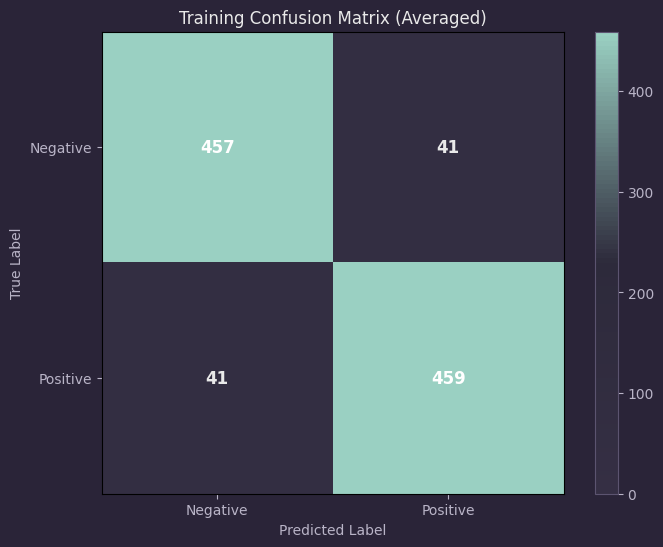 Training Confusion Matrix (Averaged)
True Label
Negative
457
41
Positive
41
459
Negative
Positive
Predicted Label
400
300
200
100
0